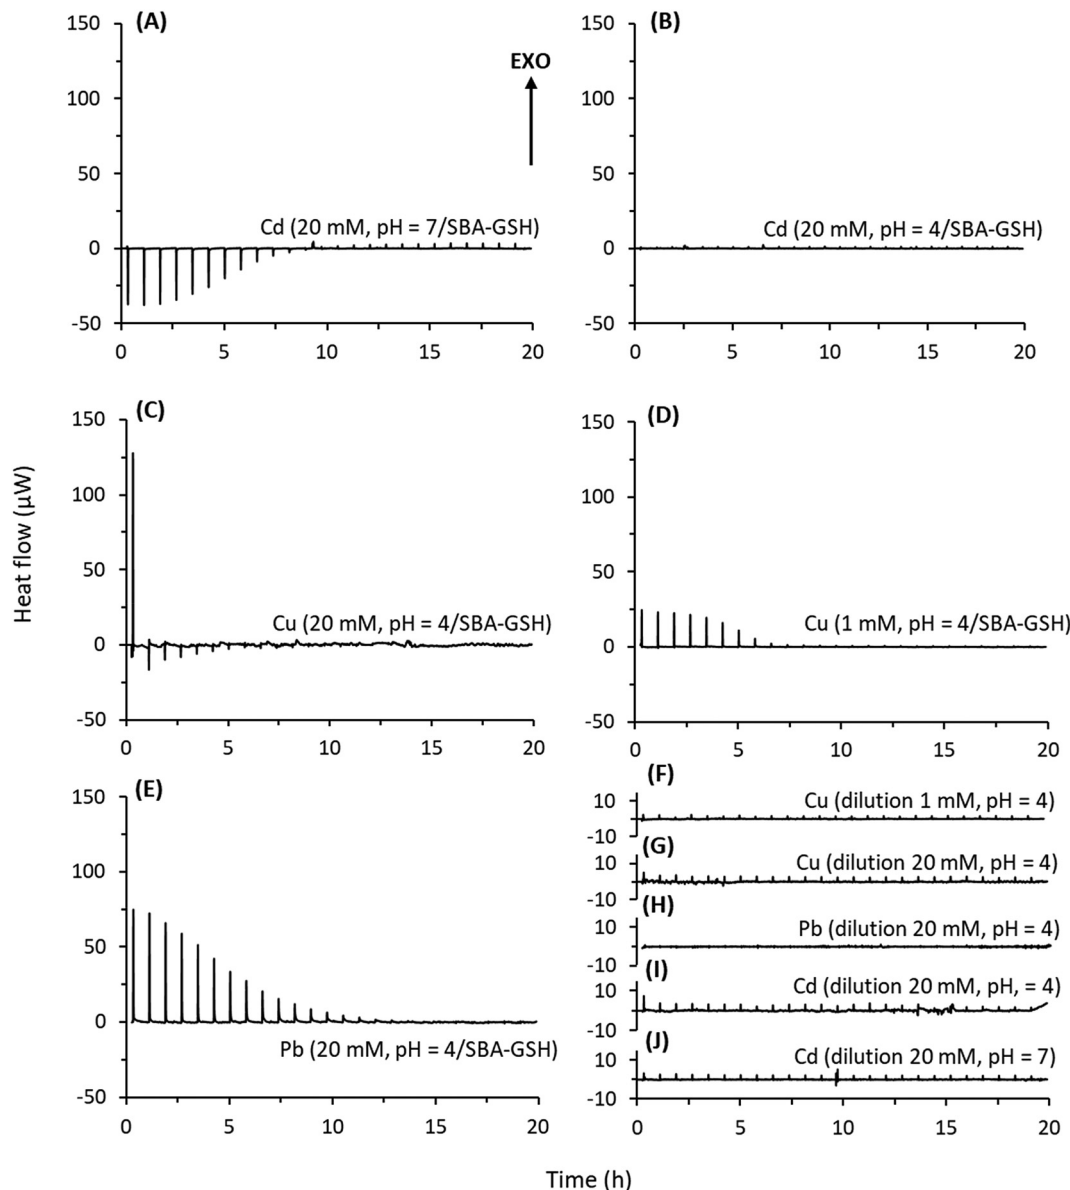 (A)
150
100
50
0
-50
EXO
Cd (20 mM, pH = 7/SBA-GSH)
0 5 10 15 20
(B)
150
100
50
0
-50
Cd (20 mM, pH = 4/SBA-GSH)
0 5 10 15 20
Heat flow (µW)
(C)
150
100
50
0
-50
Cu (20 mM, pH = 4/SBA-GSH)
0 5 10 15 20
(D)
150
100
50
0
-50
Cu (1 mM, pH = 4/SBA-GSH)
0 5 10 15 20
(E)
150
100
50
0
-50
Pb (20 mM, pH = 4/SBA-GSH)
0 5 10 15 20
(F)
10
-10
Cu (dilution 1 mM, pH = 4)
(G)
10
-10
Cu (dilution 20 mM, pH = 4)
(H)
10
-10
Pb (dilution 20 mM, pH = 4)
(I)
10
-10
Cd (dilution 20 mM, pH, = 4)
(J)
10
-10
Cd (dilution 20 mM, pH = 7)
0 5 10 15 20
Time (h)